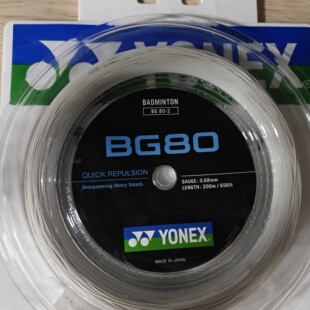 YONEX
BADMINTON
BG 80-2
BG80
QUICK REPULSION
Overpowering Heavy Smash.
GAUGE: 0.68mm
LENGTH: 200m / 656ft
YONEX
MADE IN JAPAN